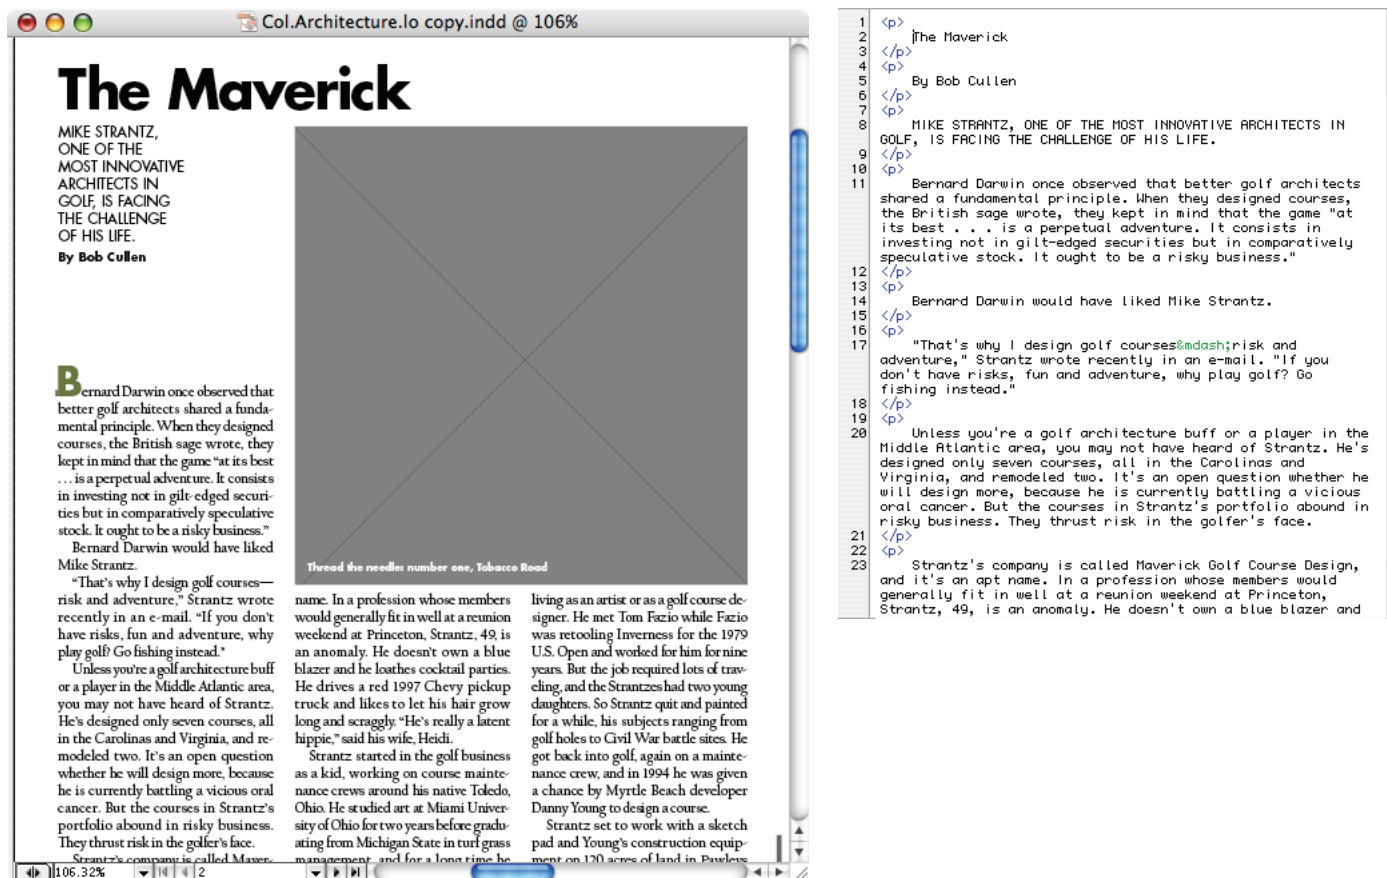 Col.Architecture.lo copy.indd @ 106%
The Maverick
MIKE STRANTZ,
ONE OF THE
MOST INNOVATIVE
ARCHITECTS IN
GOLF, IS FACING
THE CHALLENGE
OF HIS LIFE.
By Bob Cullen
Bernard Darwin once observed that
better golf architects shared a funda-
mental principle. When they designed
courses, the British sage wrote, they
kept in mind that the game “at its best
. . . is a perpetual adventure. It consists
in investing not in gilt-edged securi-
ties but in comparatively speculative
stock. It ought to be a risky business.”
Bernard Darwin would have liked
Mike Strantz.
“That’s why I design golf courses—
risk and adventure,” Strantz wrote
recently in an e-mail. “If you don’t
have risks, fun and adventure, why
play golf? Go fishing instead.”
Unless you’re a golf architecture buff
or a player in the Middle Atlantic area,
you may not have heard of Strantz.
He’s designed only seven courses, all
in the Carolinas and Virginia, and re-
modeled two. It’s an open question
whether he will design more, because
he is currently battling a vicious oral
cancer. But the courses in Strantz’s
portfolio abound in risky business.
They thrust risk in the golfer’s face.
Strantz’s company is called Maver-
Thread the needle: number one, Tobacco Road
name. In a profession whose members
would generally fit in well at a reunion
weekend at Princeton, Strantz, 49, is
an anomaly. He doesn’t own a blue
blazer and he loathes cocktail parties.
He drives a red 1997 Chevy pickup
truck and likes to let his hair grow
long and scraggly. “He’s really a latent
hippie,” said his wife, Heidi.
Strantz started in the golf business
as a kid, working on course mainte-
nance crews around his native Toledo,
Ohio. He studied art at Miami Univer-
sity of Ohio for two years before gradu-
ating from Michigan State in turf grass
management, and for a long time he
living as an artist or as a golf course de-
signer. He met Tom Fazio while Fazio
was retooling Inverness for the 1979
U.S. Open and worked for him for nine
years. But the job required lots of trav-
eling, and the Strantzes had two young
daughters. So Strantz quit and painted
for a while, his subjects ranging from
golf holes to Civil War battle sites. He
got back into golf, again on a mainte-
nance crew, and in 1994 he was given
a chance by Myrtle Beach developer
Danny Young to design a course.
Strantz set to work with a sketch
pad and Young’s construction equip-
ment on 120 acres of land in Pawleys
106.32%
2
1 <p>
2 The Maverick
3 </p>
4 <p>
5 By Bob Cullen
6 </p>
7 <p>
8 MIKE STRANTZ, ONE OF THE MOST INNOVATIVE ARCHITECTS IN
GOLF, IS FACING THE CHALLENGE OF HIS LIFE.
9 </p>
10 <p>
11 Bernard Darwin once observed that better golf architects
shared a fundamental principle. When they designed courses,
the British sage wrote, they kept in mind that the game "at
its best . . . is a perpetual adventure. It consists in
investing not in gilt-edged securities but in comparatively
speculative stock. It ought to be a risky business."
12 </p>
13 <p>
14 Bernard Darwin would have liked Mike Strantz.
15 </p>
16 <p>
17 "That's why I design golf courses&mdash;risk and
adventure," Strantz wrote recently in an e-mail. "If you
don't have risks, fun and adventure, why play golf? Go
fishing instead."
18 </p>
19 <p>
20 Unless you're a golf architecture buff or a player in the
Middle Atlantic area, you may not have heard of Strantz. He's
designed only seven courses, all in the Carolinas and
Virginia, and remodeled two. It's an open question whether he
will design more, because he is currently battling a vicious
oral cancer. But the courses in Strantz's portfolio abound in
risky business. They thrust risk in the golfer's face.
21 </p>
22 <p>
23 Strantz's company is called Maverick Golf Course Design,
and it's an apt name. In a profession whose members would
generally fit in well at a reunion weekend at Princeton,
Strantz, 49, is an anomaly. He doesn't own a blue blazer and